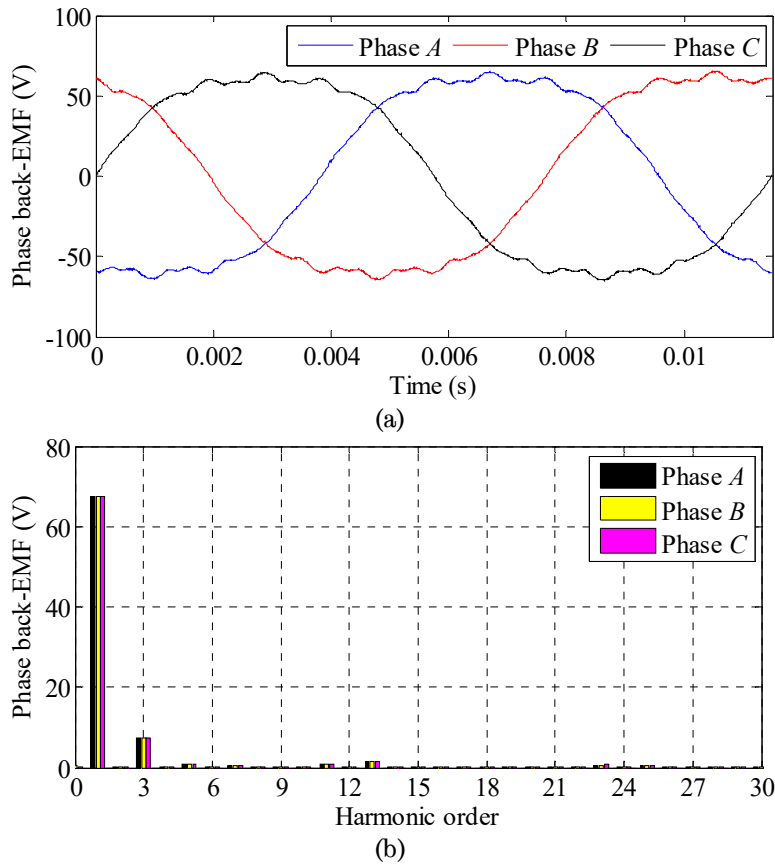 100
50
0
-50
-100
Phase back-EMF (V)
Phase A Phase B Phase C
0 0.002 0.004 0.006 0.008 0.01
Time (s)
(a)
80
60
40
20
0
Phase back-EMF (V)
Phase A
Phase B
Phase C
0 3 6 9 12 15 18 21 24 27 30
Harmonic order
(b)